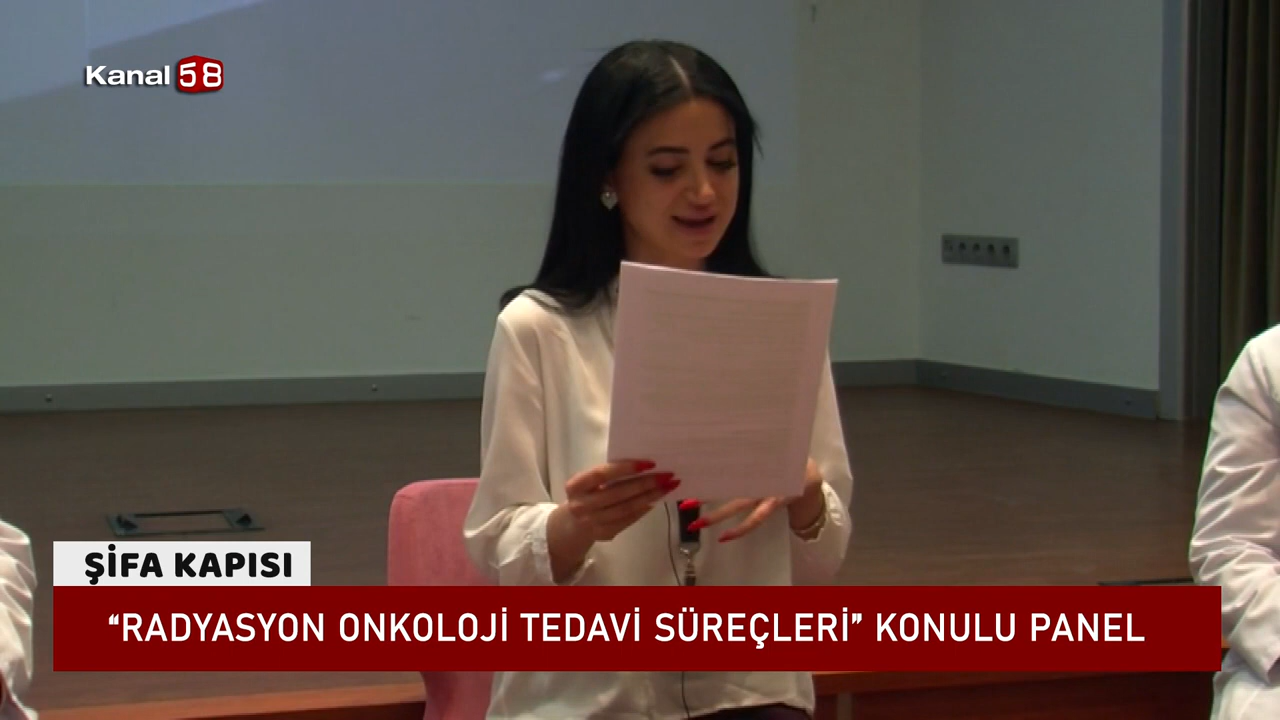 Kanal 58
ŞİFA KAPISI
“RADYASYON ONKOLOJİ TEDAVİ SÜREÇLERİ” KONULU PANEL